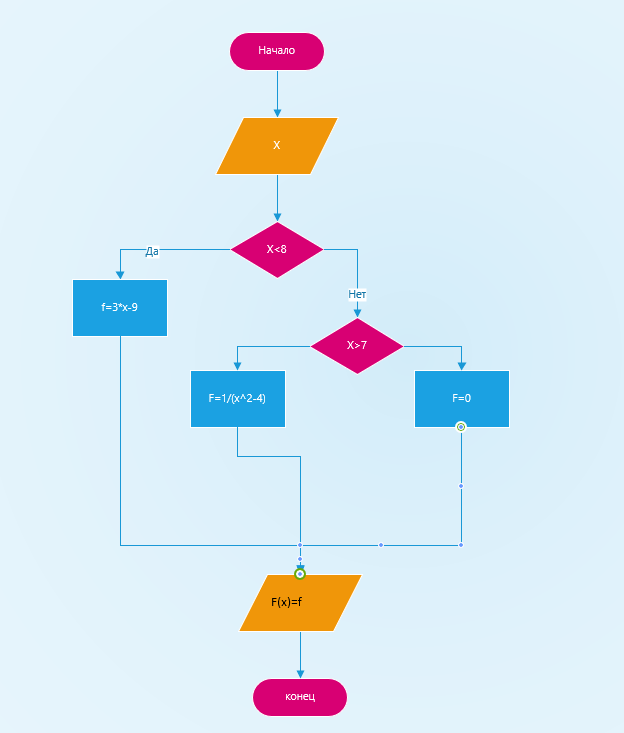 Начало
X
X<8
Да
f=3*x-9
Нет
X>7
F=1/(x^2-4)
F=0
F(x)=f
конец